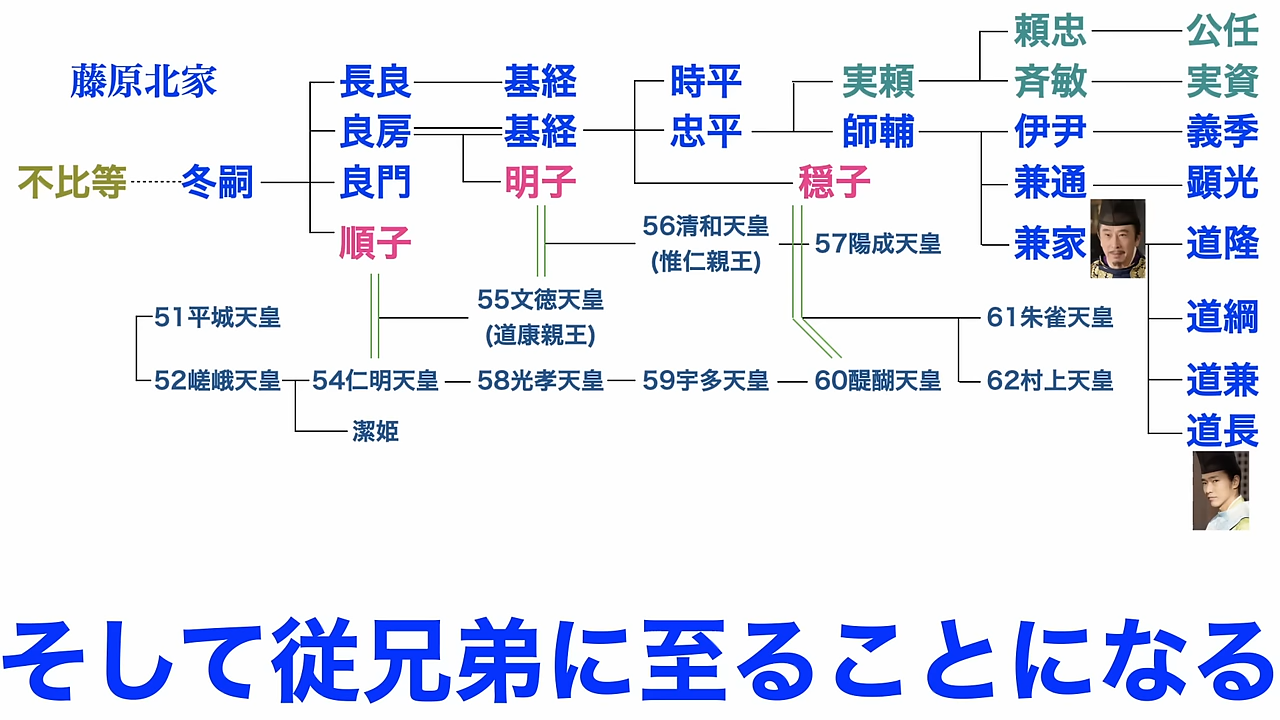 頼忠 公任
藤原北家 長良 基経 時平 実頼 斉敏 実資
良房 基経 忠平 師輔 伊尹 義季
不比等 冬嗣 良門 明子 穏子 兼通 顕光
順子 56清和天皇 57陽成天皇 兼家 道隆
(惟仁親王)
55文徳天皇
51平城天皇 (道康親王) 61朱雀天皇 道綱
52嵯峨天皇 54仁明天皇 58光孝天皇 59宇多天皇 60醍醐天皇 62村上天皇 道兼
潔姫 道長
そして従兄弟に至ることになる